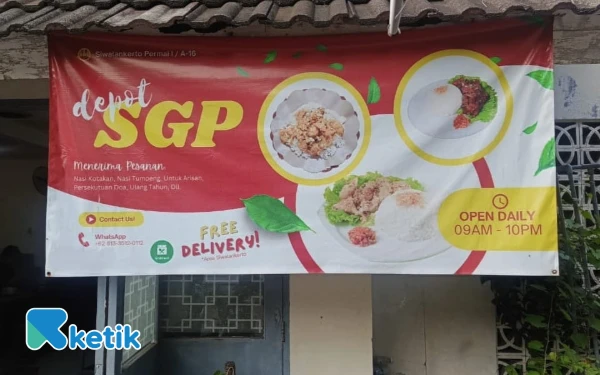 Siwalankerto Permai I / A-16
depot
SGP
Menerima Pesanan
Nasi Kotakan, Nasi Tumpeng, Untuk Arisan,
Persekutuan Doa, Ulang Tahun, Dll.
Contact Us!
WhatsApp
FREE
DELIVERY!
OPEN DAILY
09AM - 10PM
ketik